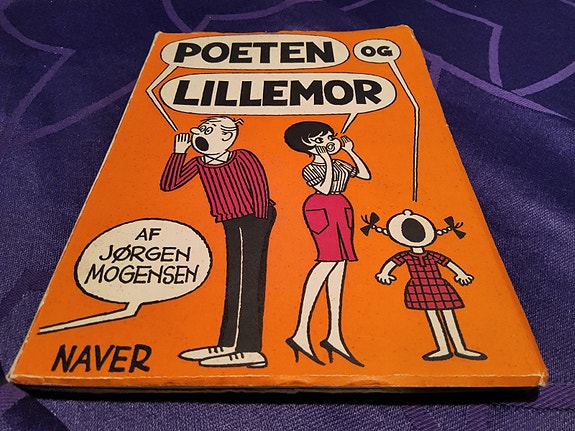 POETEN OG
LILLEMOR
AF
JØRGEN
MOGENSEN
NAVER